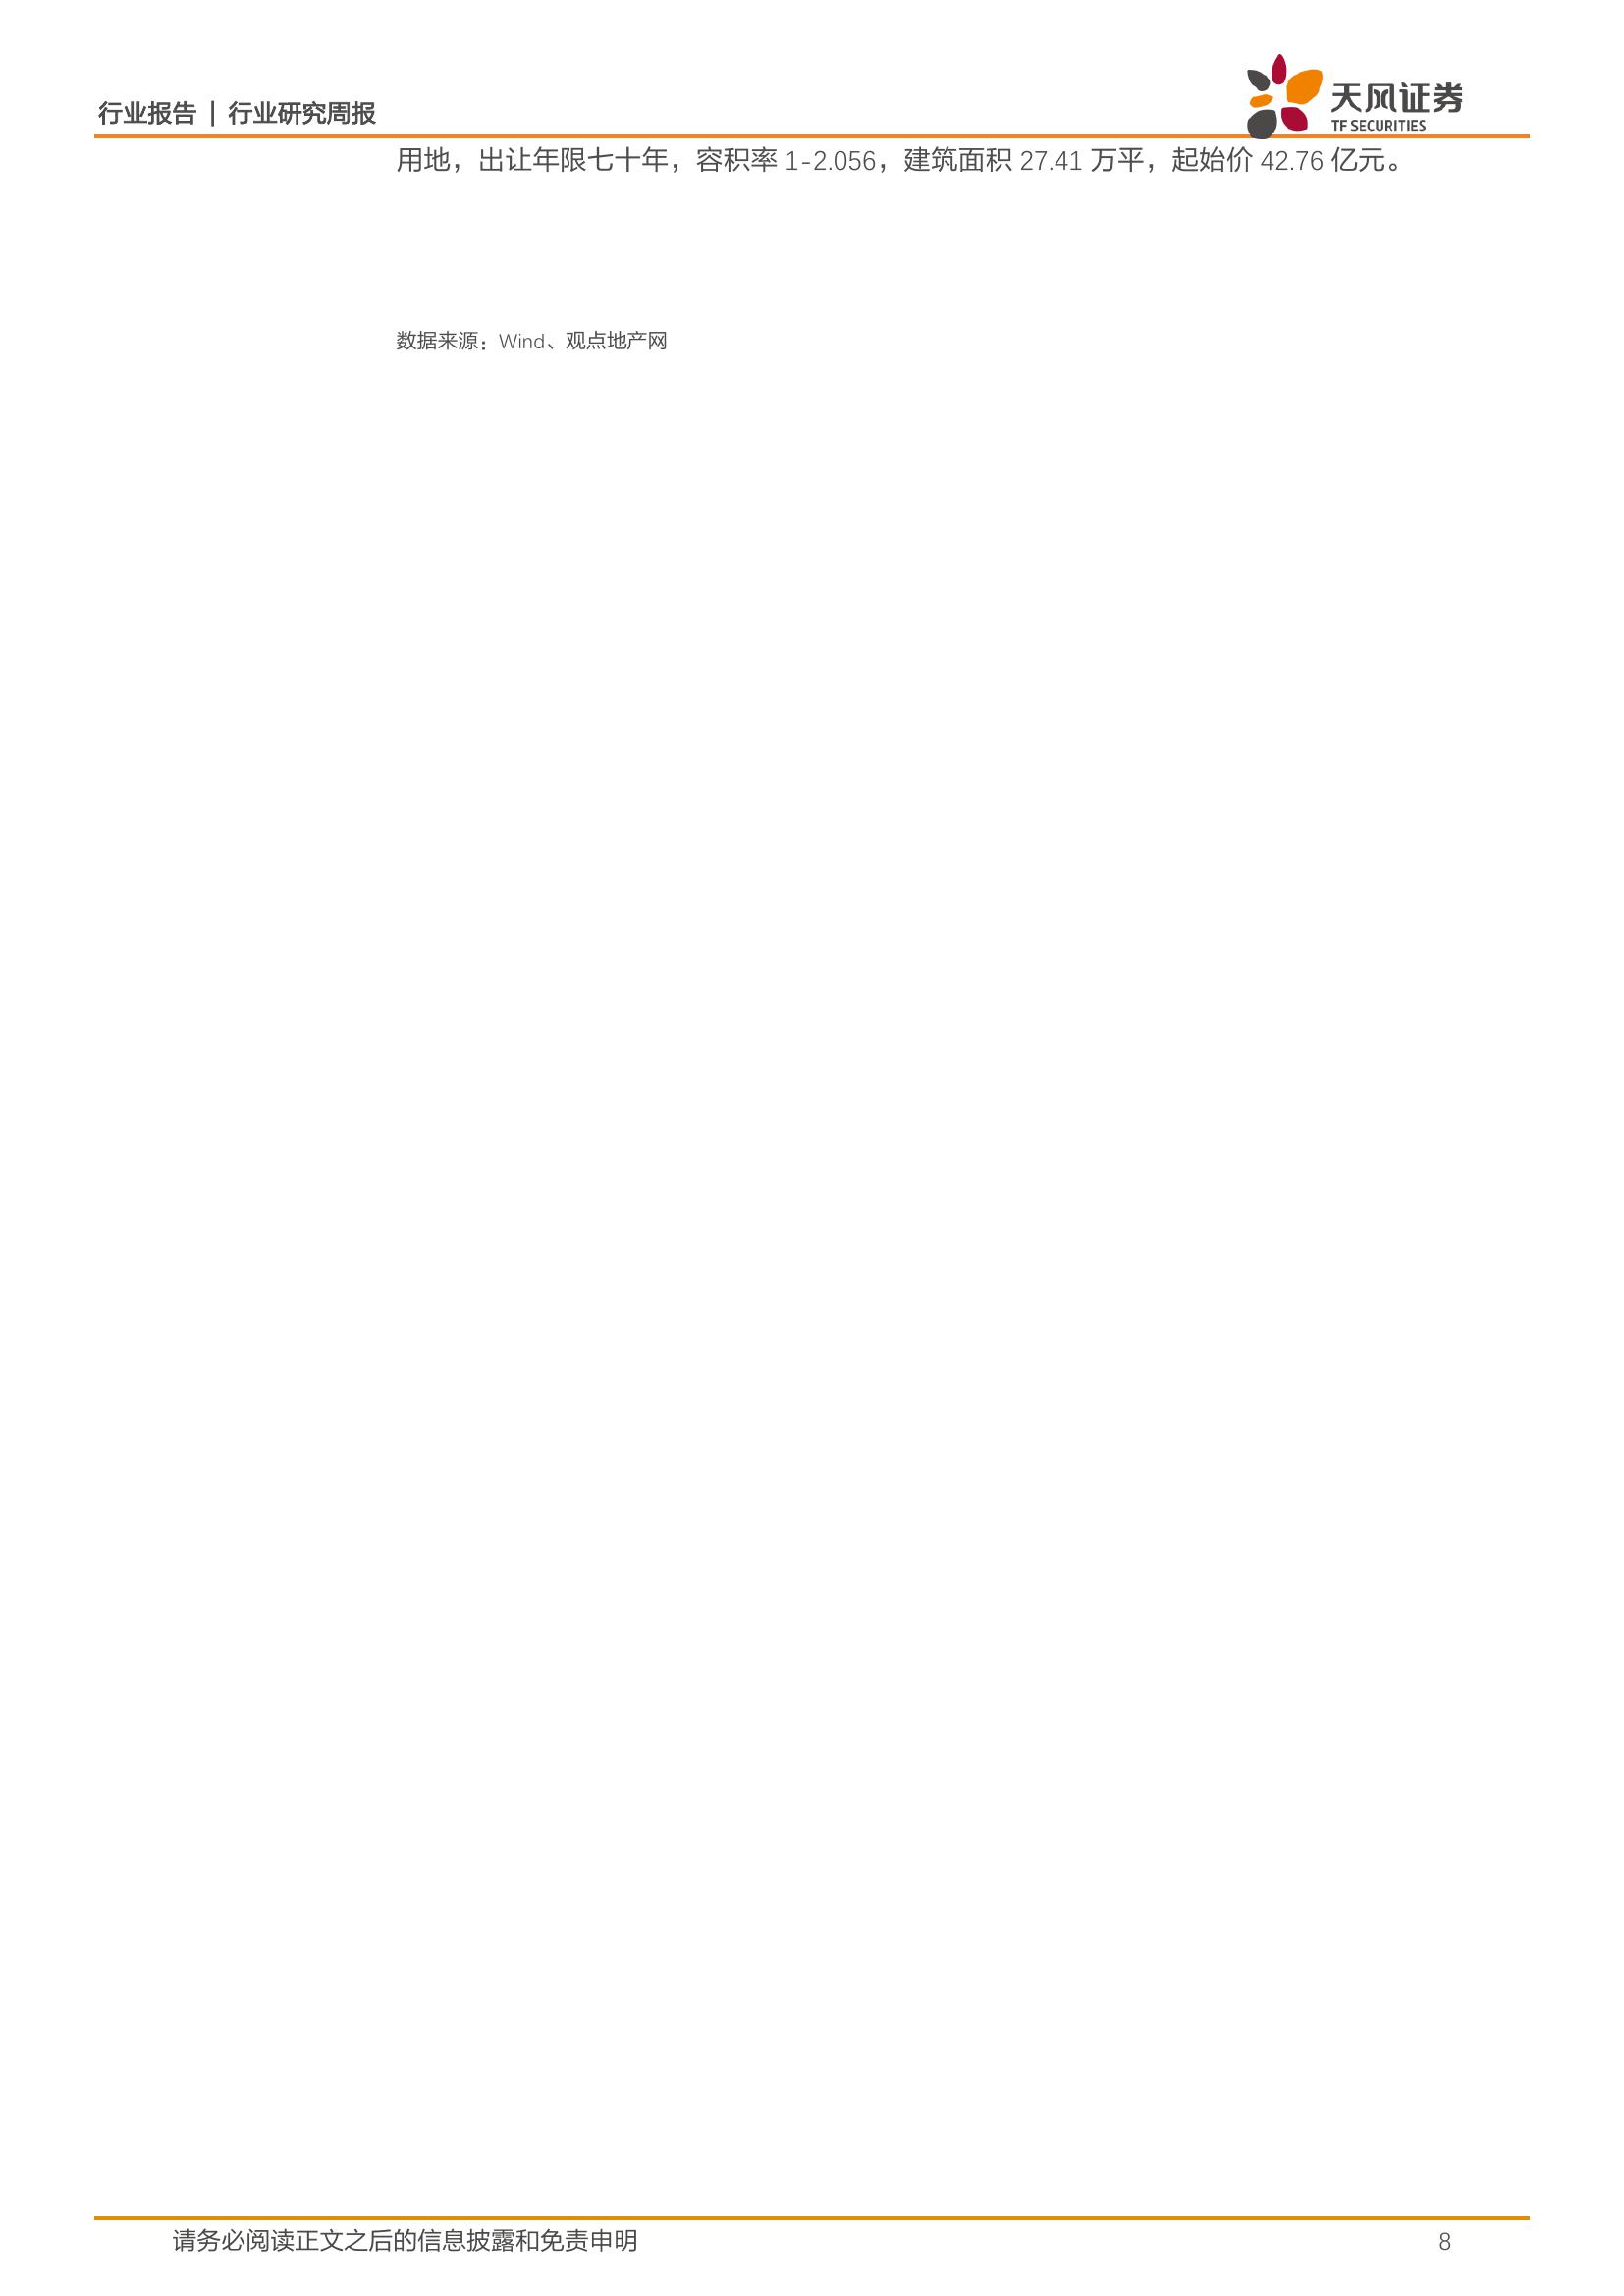 行业报告 | 行业研究周报
天风证券
TF SECURITIES
用地，出让年限七十年，容积率 1-2.056，建筑面积 27.41 万平，起始价 42.76 亿元。
数据来源：Wind、观点地产网
请务必阅读正文之后的信息披露和免责申明
8